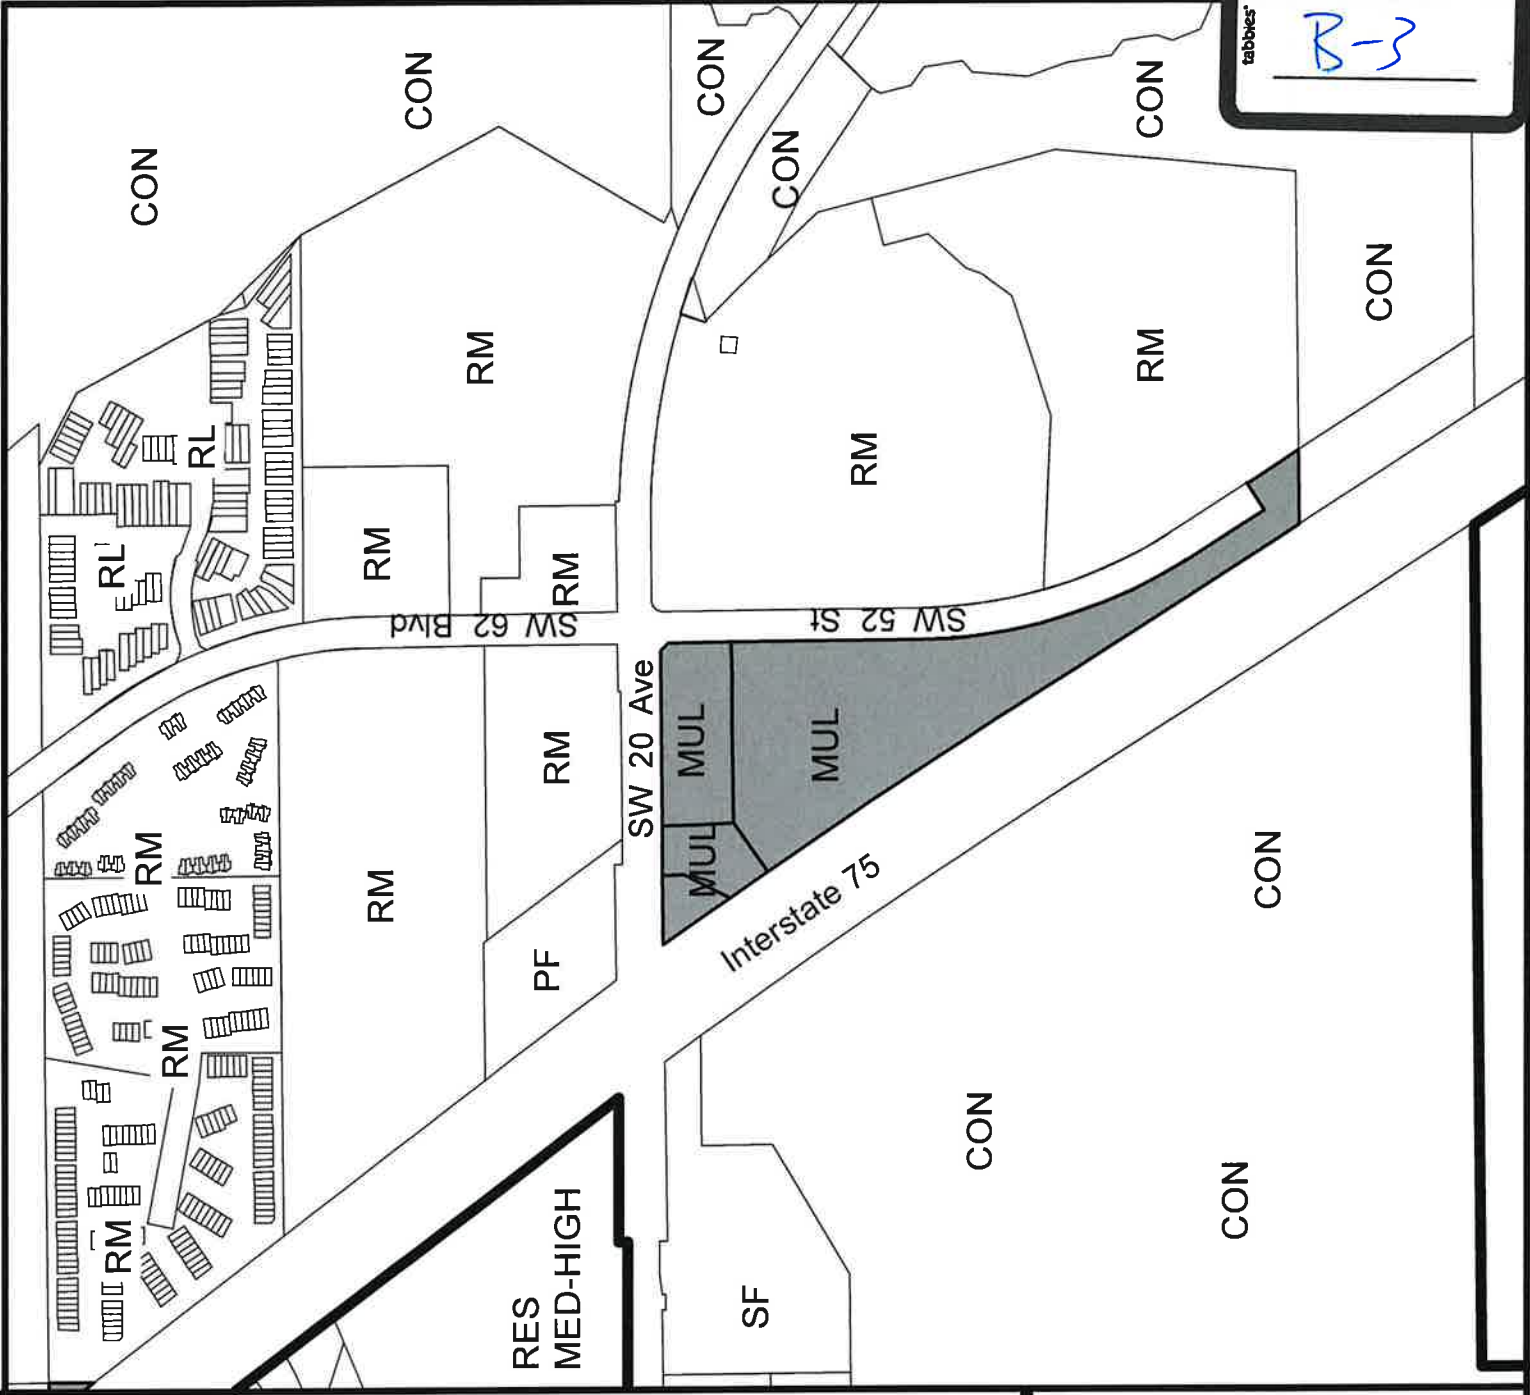 tabbies®
B-3
CON
CON
CON
CON
CON
CON
CON
CON
CON
RL
RL
RM
RM
RM
RM
RM
SW 62 Blvd
SW 52 St
SW 20 Ave
RM
RM
RM
RM
RM
PF
MUL
MUL
MUL
Interstate 75
CON
RES
MED-HIGH
SF